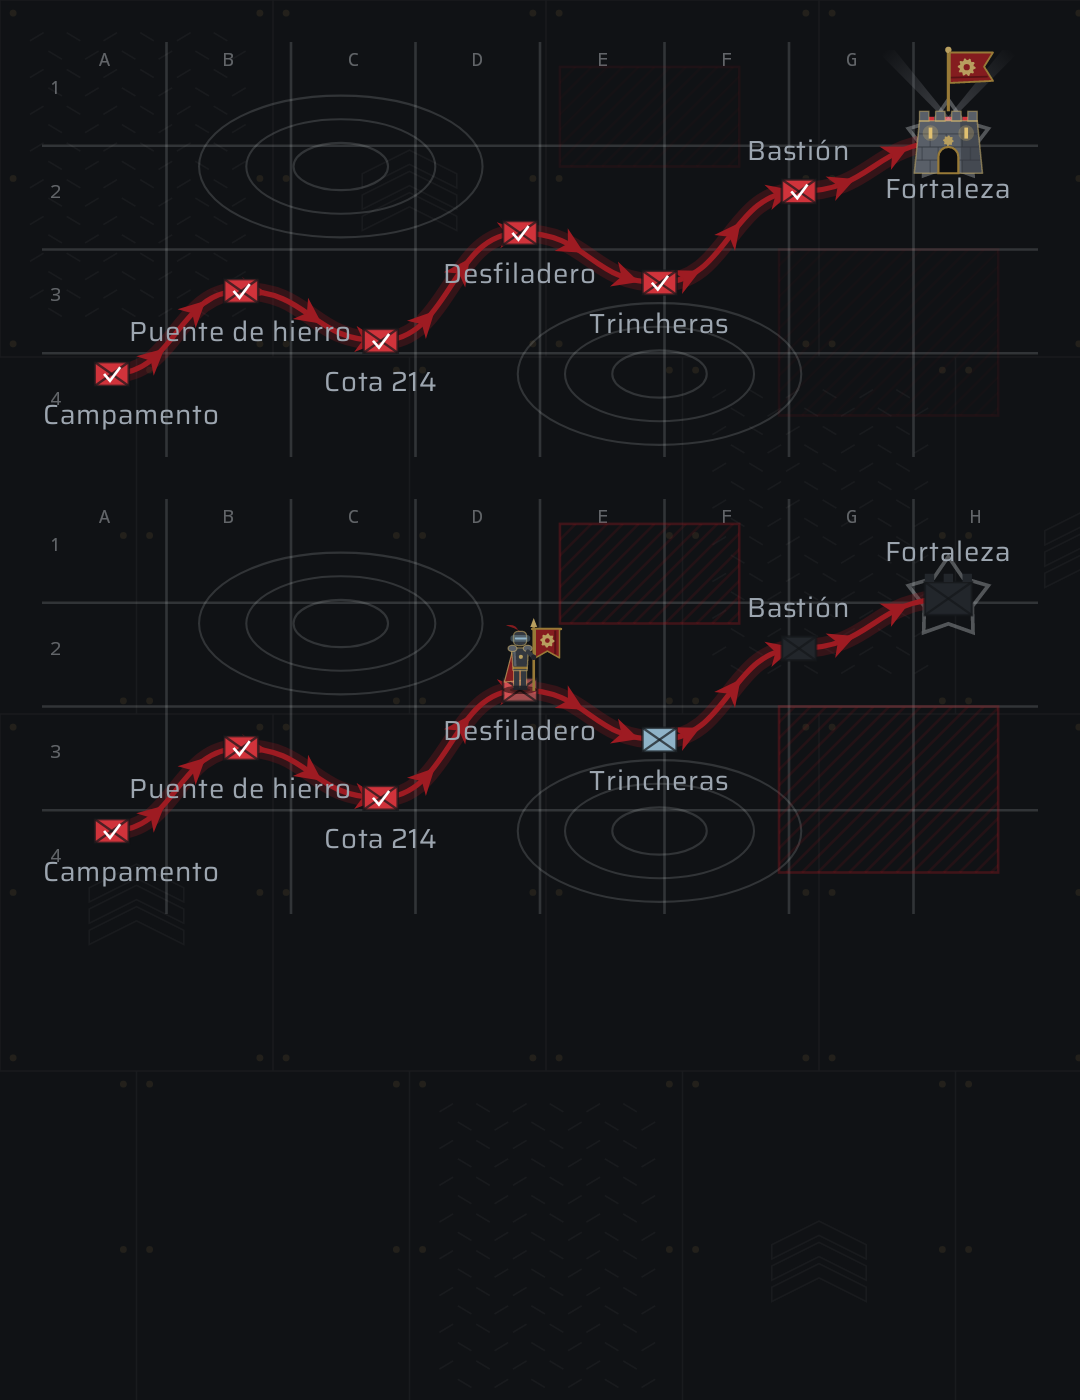 A B C D E F G
1
Bastión
2
Fortaleza
Desfiladero
3
Trincheras
Puente de hierro
Cota 214
4
Campamento
A B C D E F G H
1
Fortaleza
Bastión
2
Desfiladero
3
Trincheras
Puente de hierro
Cota 214
4
Campamento